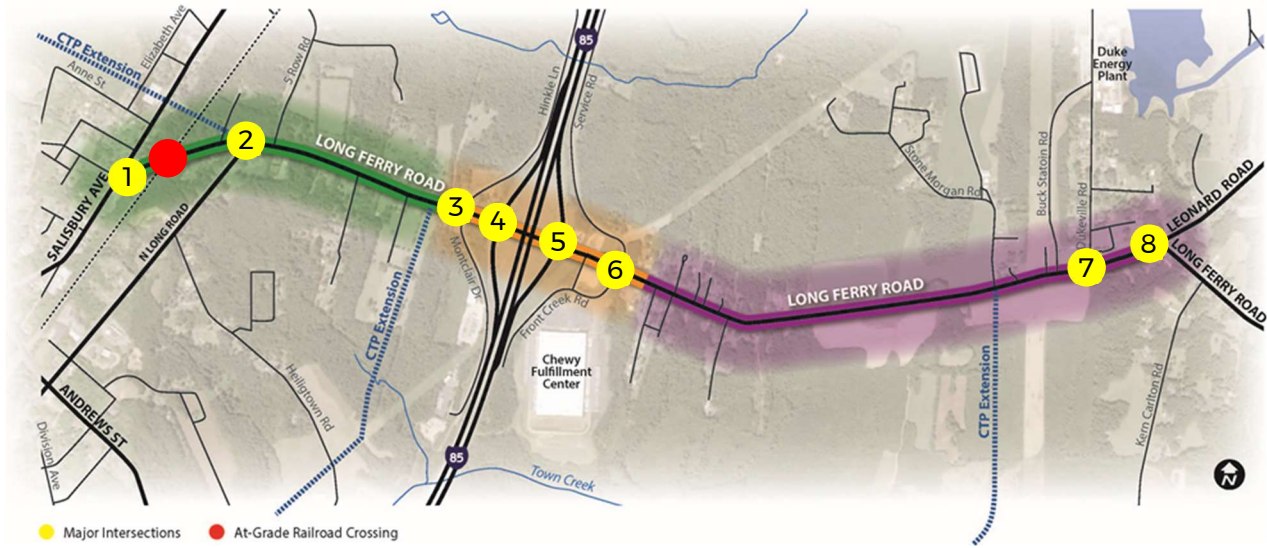 CTP Extension
Anne St
Elizabeth Ave
S Row Rd
85
Hinkle Ln
Service Rd
Duke
Energy
Plant
1
2
LONG FERRY ROAD
3
4
5
6
SALISBURY AVE
N LONG ROAD
Montclair Dr
CTP Extension
Front Creek Rd
Stone Morgan Rd
Buck Statoin Rd
Dukeville Rd
LEONARD ROAD
7
8
LONG FERRY ROAD
LONG FERRY ROAD
Chewy
Fulfillment
Center
CTP Extension
Kern Carlton Rd
Heiligtown Rd
ANDREWS ST
Division Ave
85
Town Creek
N
Major Intersections
At-Grade Railroad Crossing